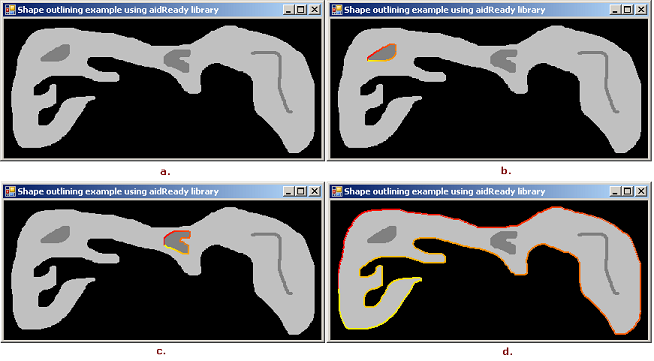 Shape outlining example using aidReady library
Shape outlining example using aidReady library
a.
b.
Shape outlining example using aidReady library
Shape outlining example using aidReady library
c.
d.